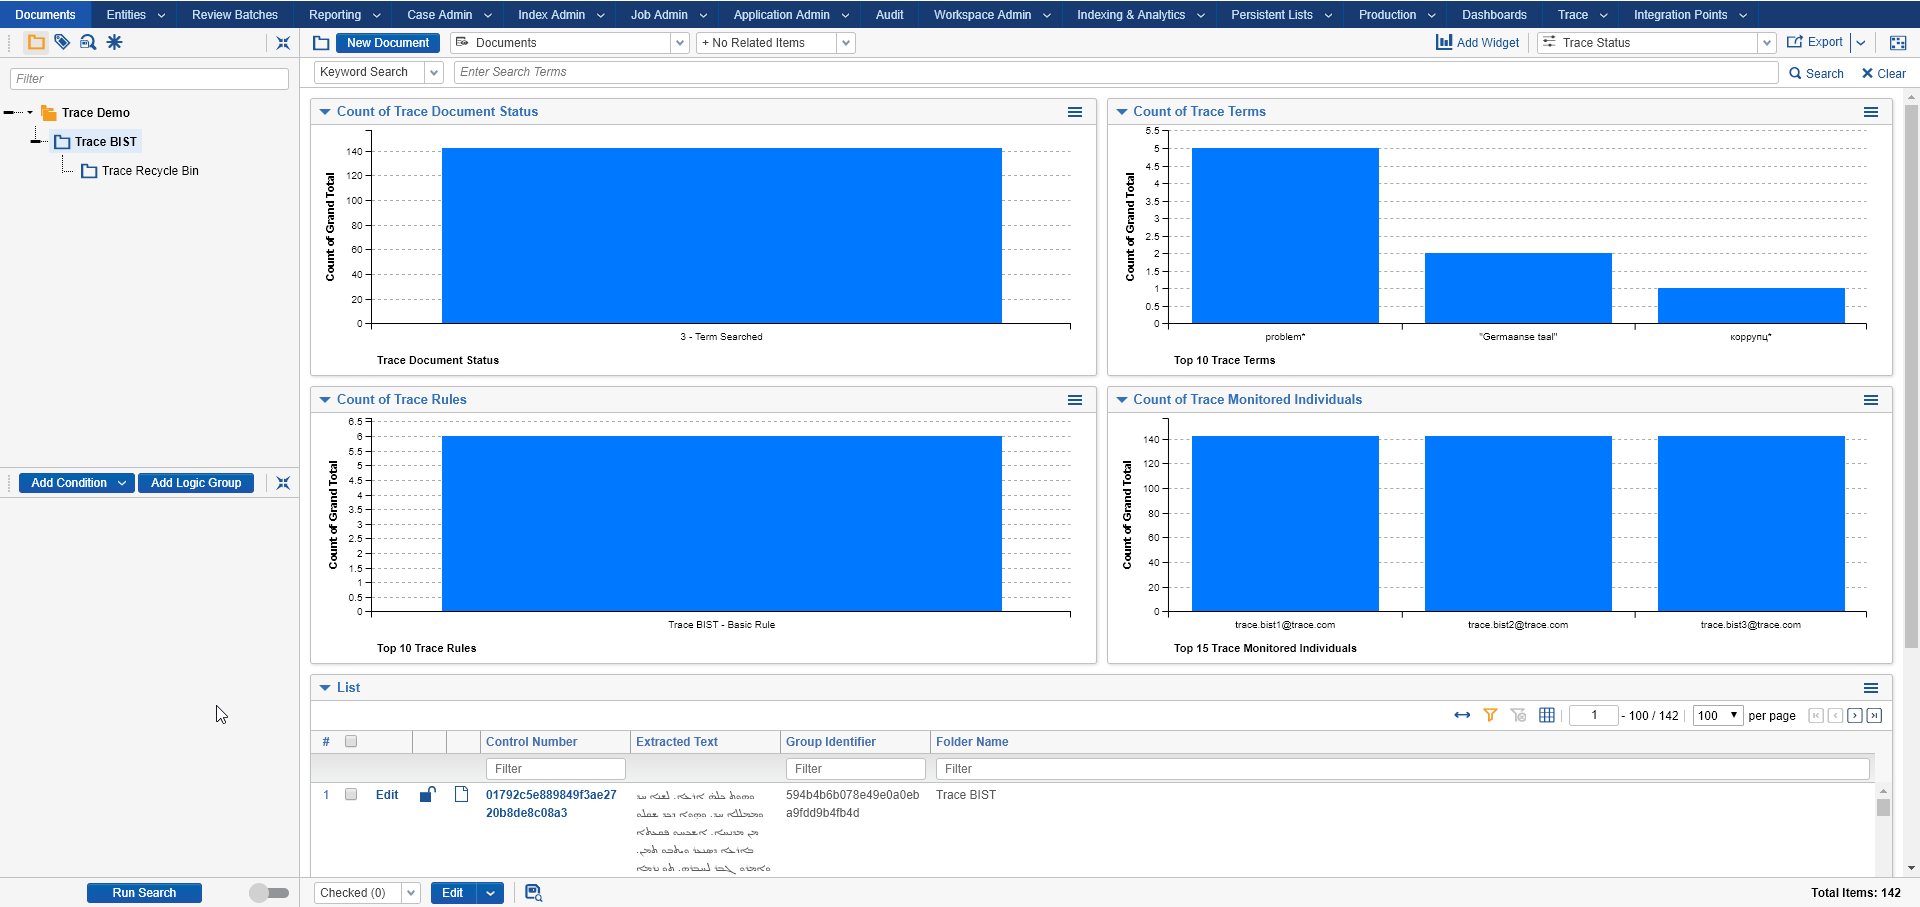 Documents Entities Review Batches Reporting Case Admin Index Admin Job Admin Application Admin Audit Workspace Admin Indexing & Analytics Persistent Lists Production Dashboards Trace Integration Points
New Document Documents + No Related Items Add Widget Trace Status Export
Keyword Search Enter Search Terms Search Clear
Filter
Trace Demo
Trace BIST
Trace Recycle Bin
Add Condition Add Logic Group
Run Search
Count of Trace Document Status
Count of Grand Total
140
120
100
80
60
40
20
0
3 - Term Searched
Trace Document Status
Count of Trace Terms
Count of Grand Total
5.5
5
4.5
4
3.5
3
2.5
2
1.5
1
0.5
0
problem* "Germaanse taal" коррупц*
Top 10 Trace Terms
Count of Trace Rules
Count of Grand Total
6.5
6
5.5
5
4.5
4
3.5
3
2.5
2
1.5
1
0.5
0
Trace BIST - Basic Rule
Top 10 Trace Rules
Count of Trace Monitored Individuals
Count of Grand Total
140
120
100
80
60
40
20
0
trace.bist1@trace.com trace.bist2@trace.com trace.bist3@trace.com
Top 15 Trace Monitored Individuals
List
1 - 100 / 142 100 per page
# Control Number Extracted Text Group Identifier Folder Name
Filter Filter Filter
1 Edit 01792c5e889849f3ae27 594b4b6b078e49e0a0eb Trace BIST
20b8de8c08a3 a9fdd9b4fb4d
Checked (0) Edit Total Items: 142